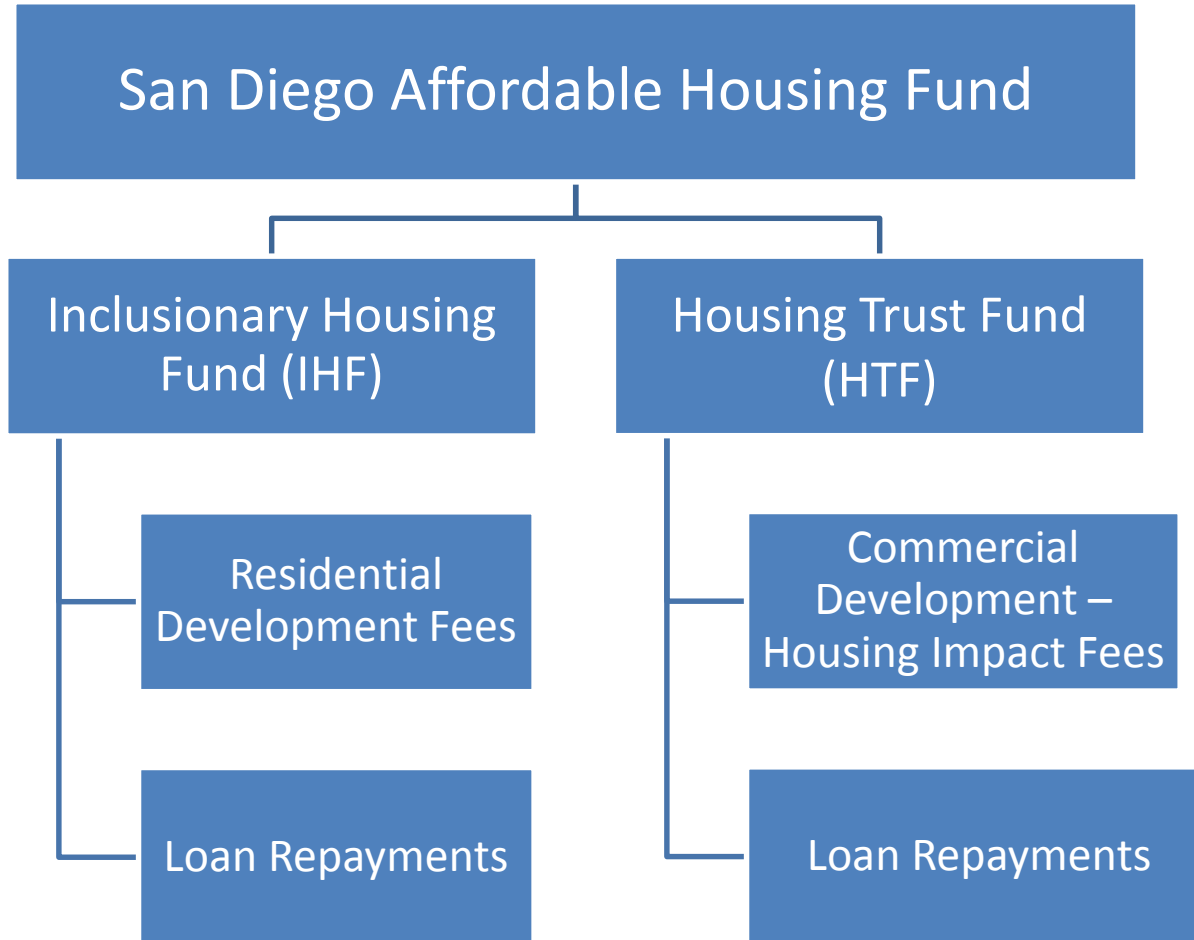 San Diego Affordable Housing Fund
Inclusionary Housing
Fund (IHF)
Housing Trust Fund
(HTF)
Residential
Development Fees
Commercial
Development –
Housing Impact Fees
Loan Repayments
Loan Repayments